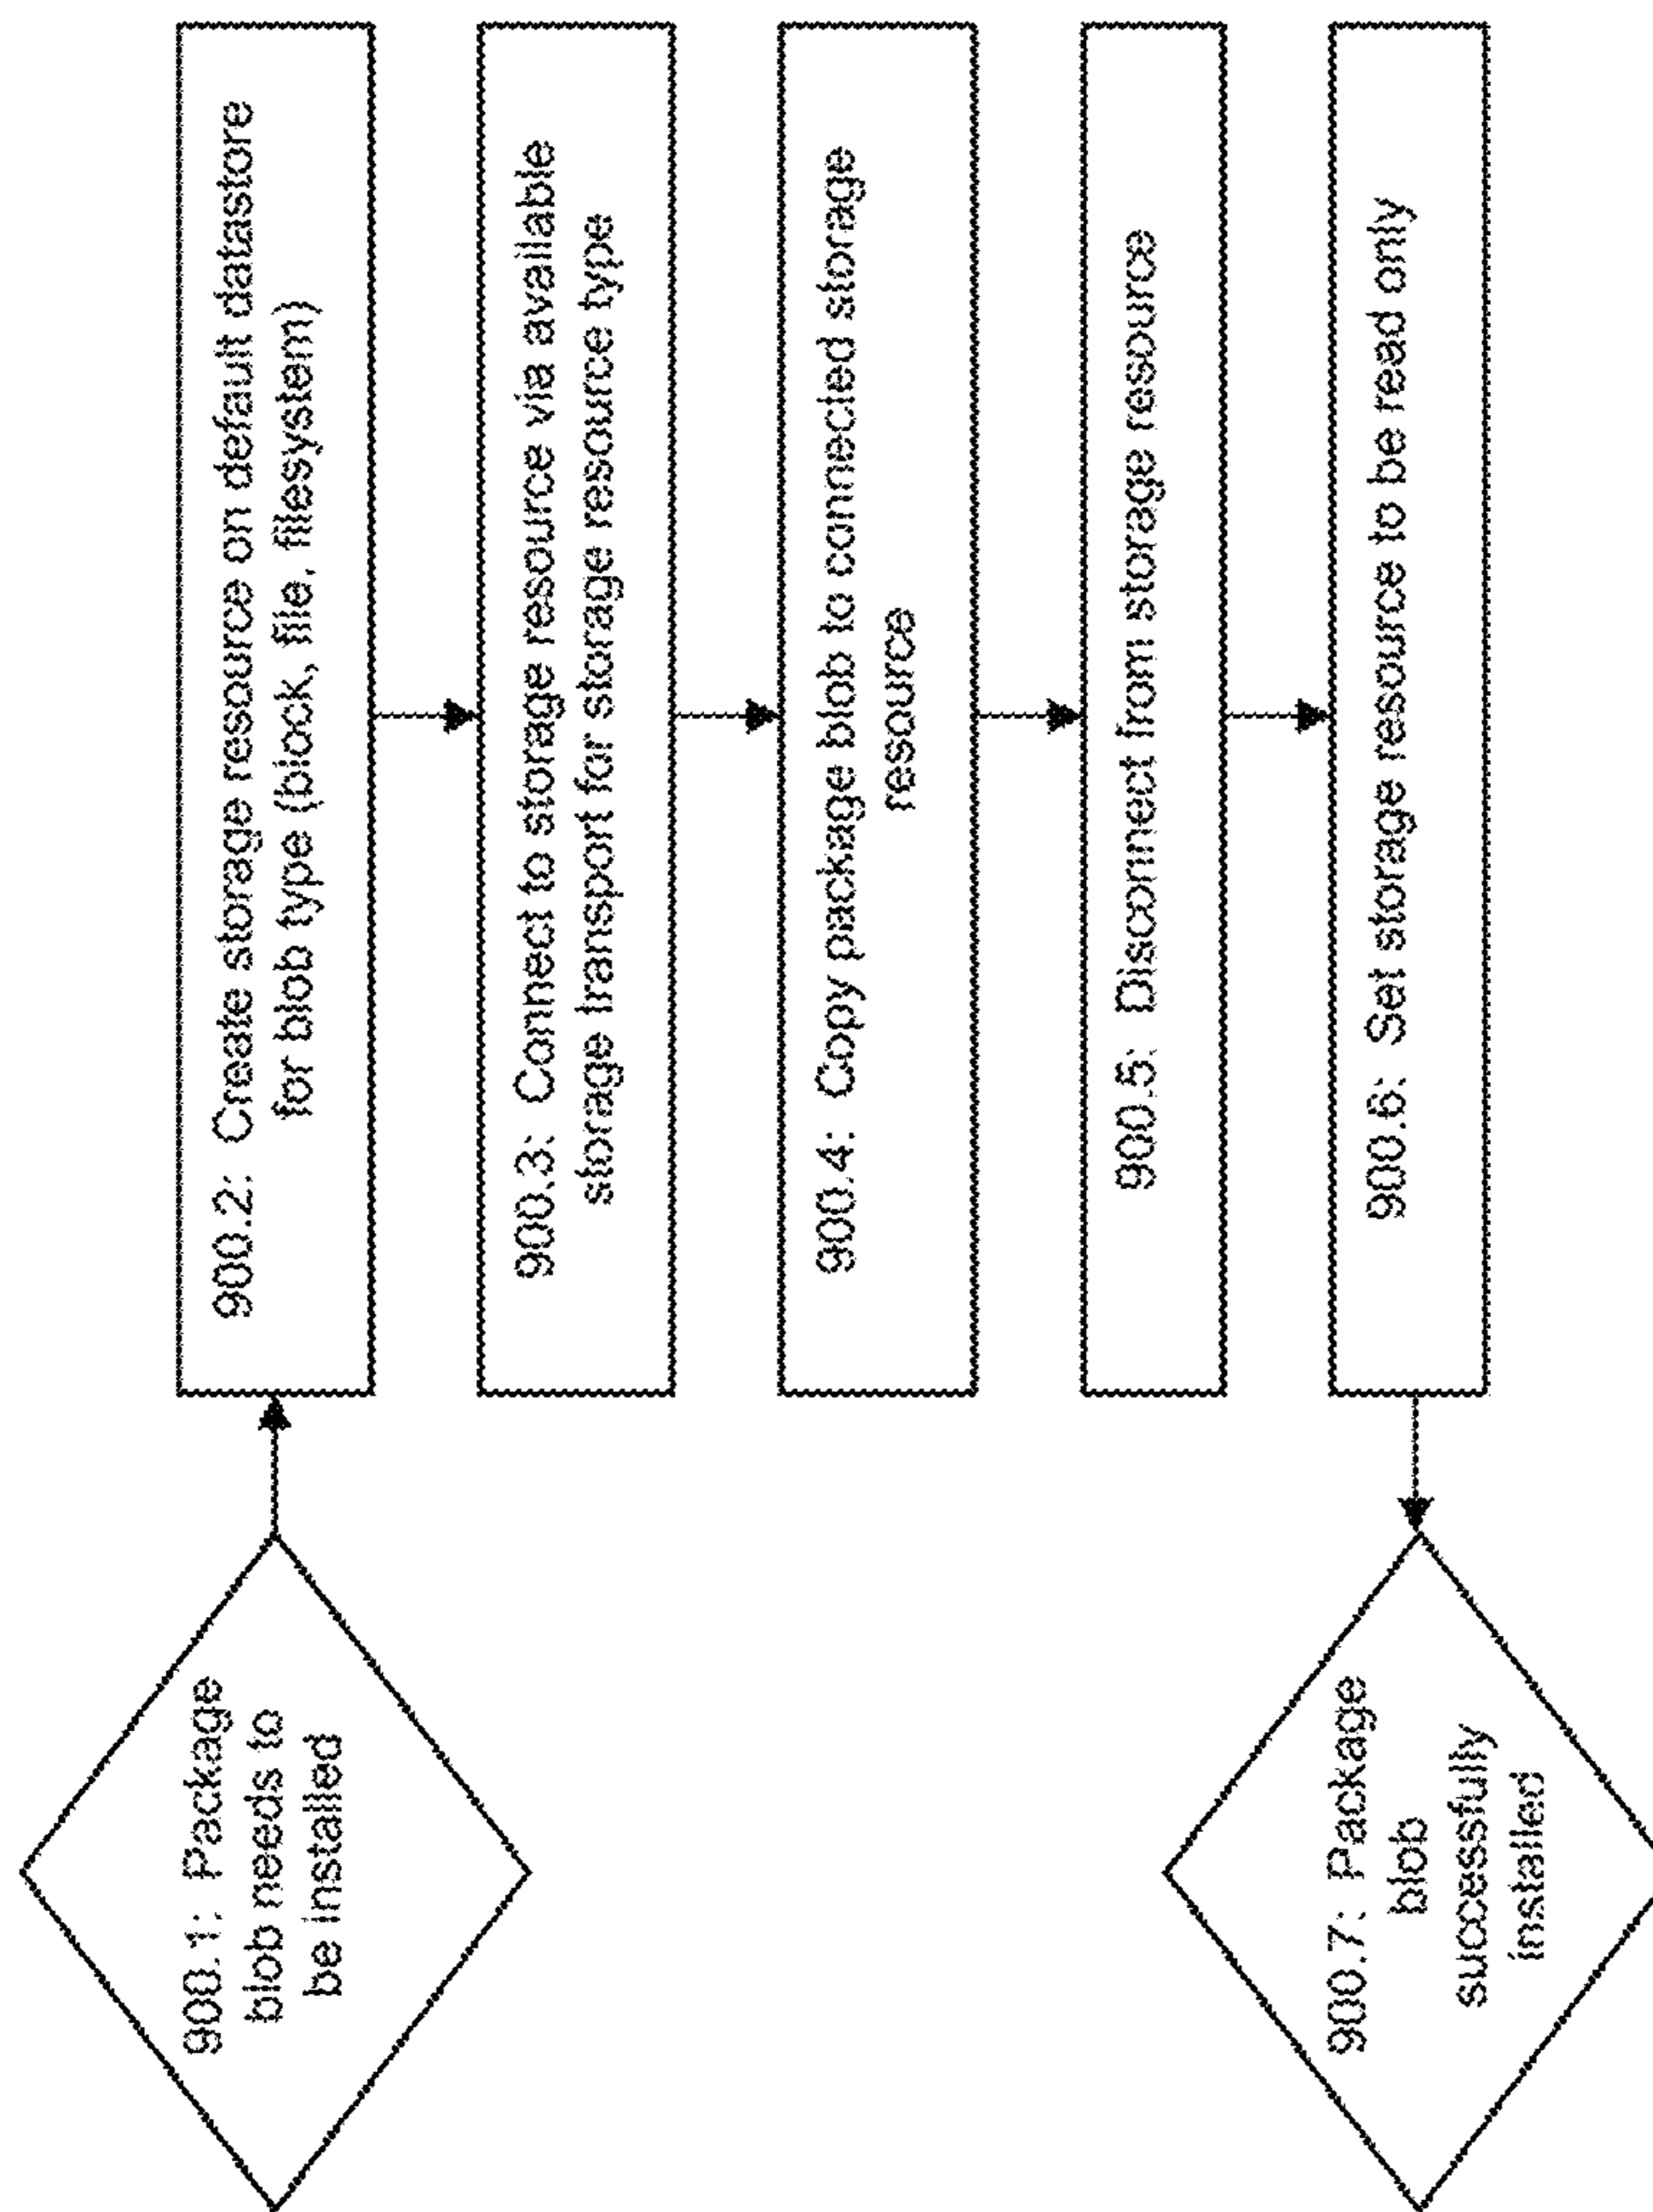 900.1: Package
blob needs to
be installed
900.2: Create storage resource on default datastore
for blob type (block, file, filesystem)
900.3: Connect to storage resource via available
storage transport for storage resource type
900.4: Copy package blob to connected storage
resource
900.5: Disconnect from storage resource
900.6: Set storage resource to be read only
900.7: Package
blob
successfully
installed